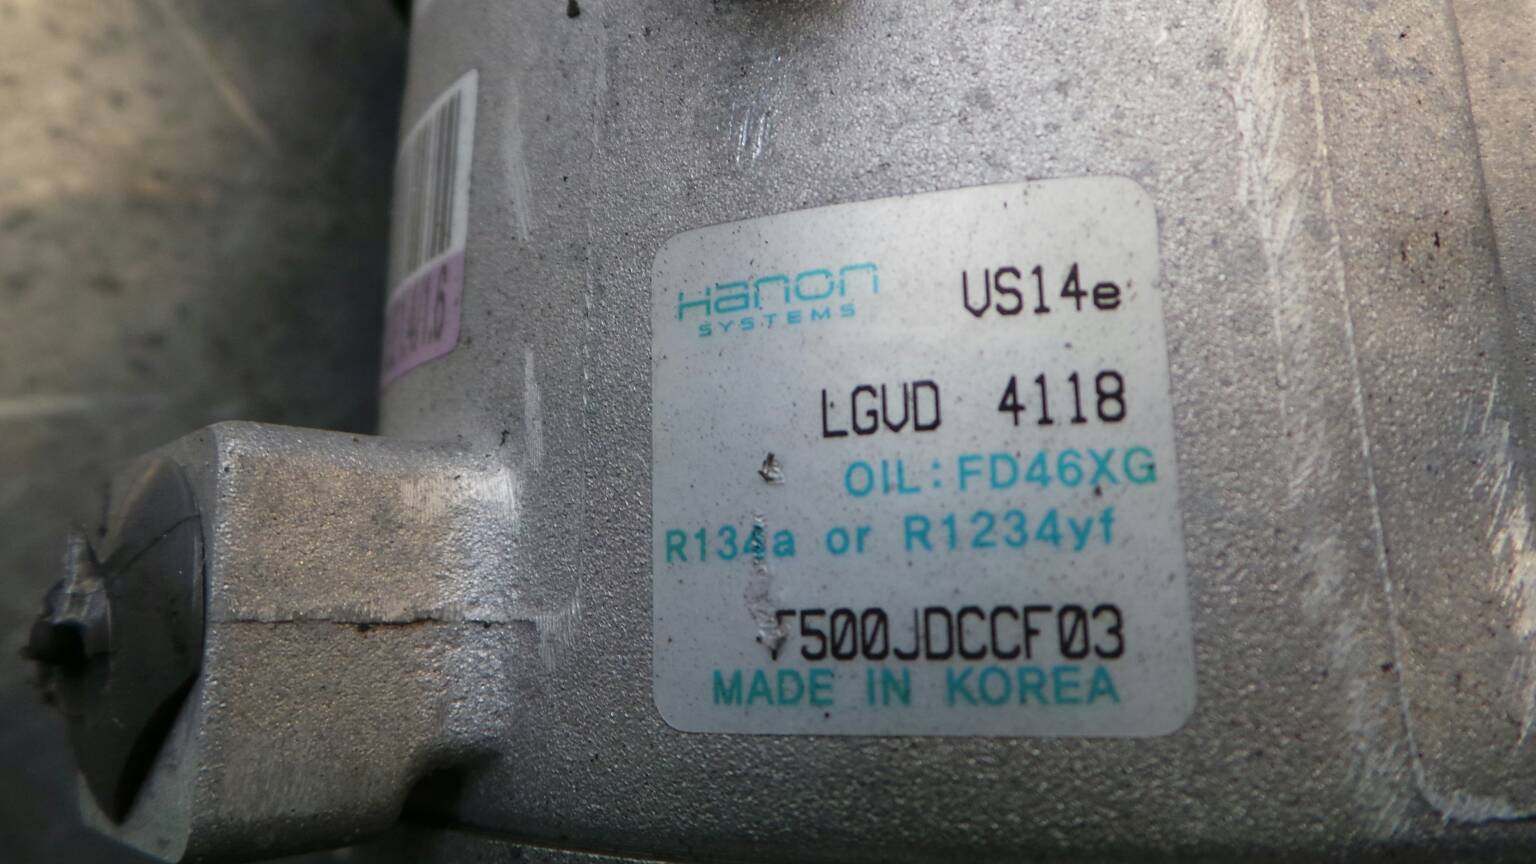 Hanon VS14e
SYSTEMS
LGVD 4118
OIL:FD46XG
R134a or R1234yf
F500JDCCF03
MADE IN KOREA